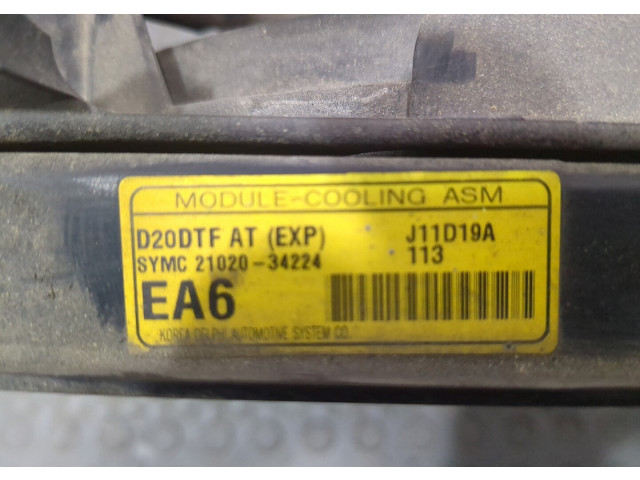 MODULE-COOLING ASM
D20DTF AT (EXP) J11D19A
SYMC 21020-34224 113
EA6
KOREA DELPHI AUTOMOTIVE SYSTEM CO.